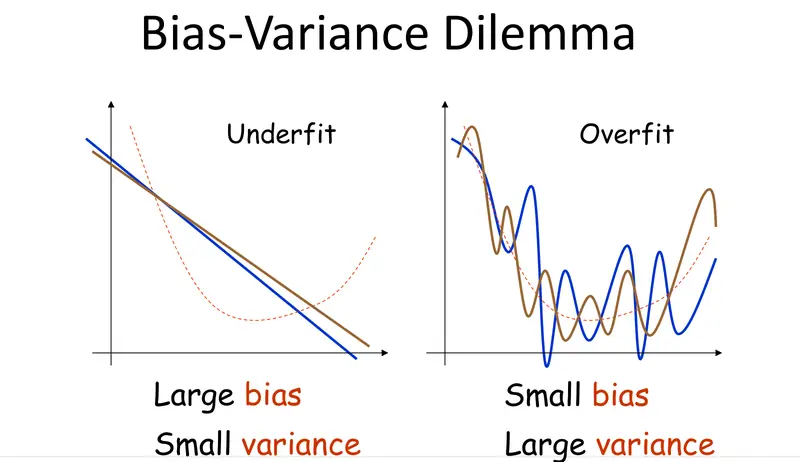 Bias-Variance Dilemma
Underfit
Overfit
Large bias
Small variance
Small bias
Large variance